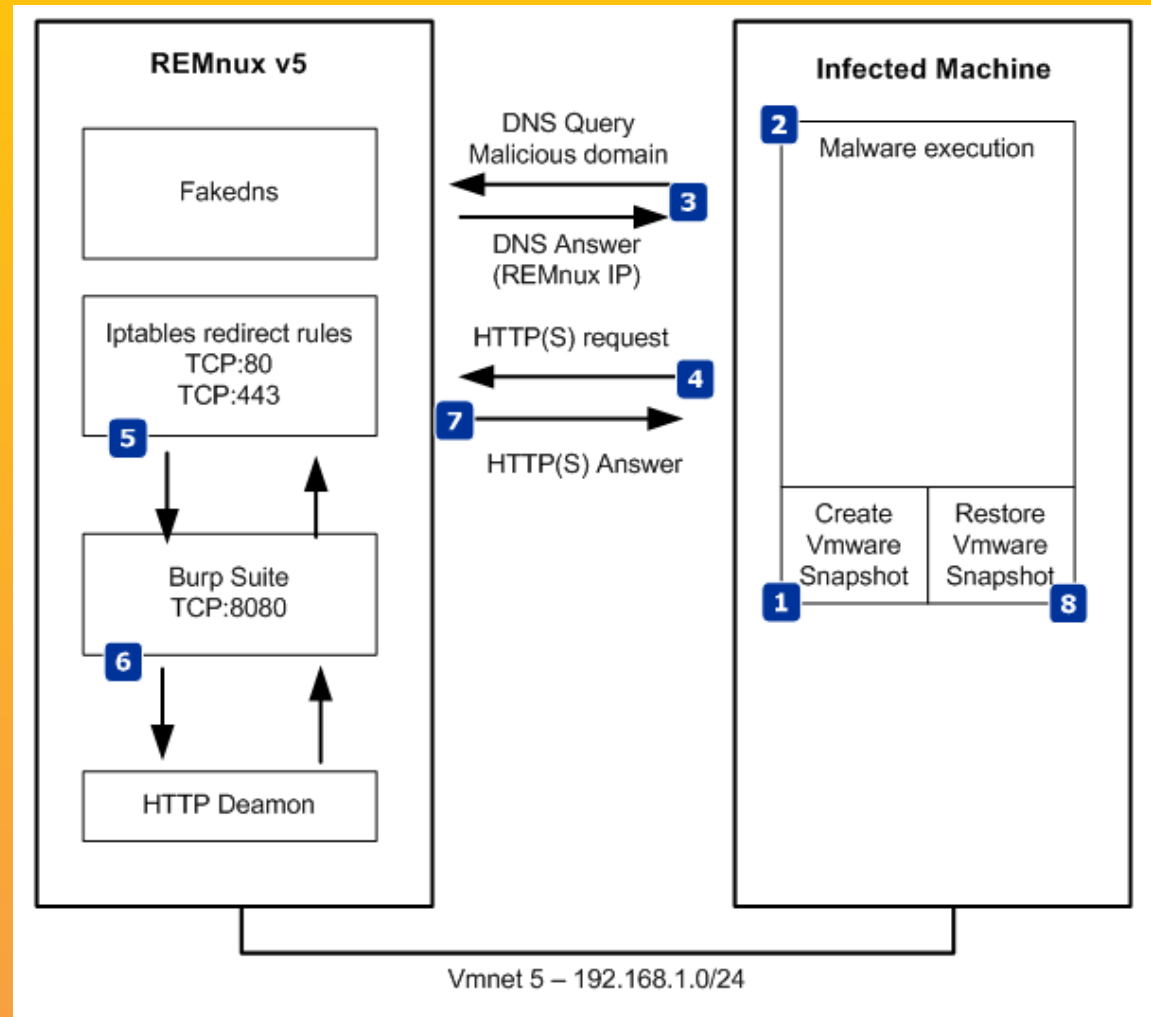 REMnux v5
Fakedns
Iptables redirect rules
TCP:80
TCP:443
5
Burp Suite
TCP:8080
6
HTTP Deamon
DNS Query
Malicious domain
3
DNS Answer
(REMnux IP)
HTTP(S) request
4
7
HTTP(S) Answer
Infected Machine
2
Malware execution
Create
Vmware
Snapshot
1
Restore
Vmware
Snapshot
8
Vmnet 5 – 192.168.1.0/24